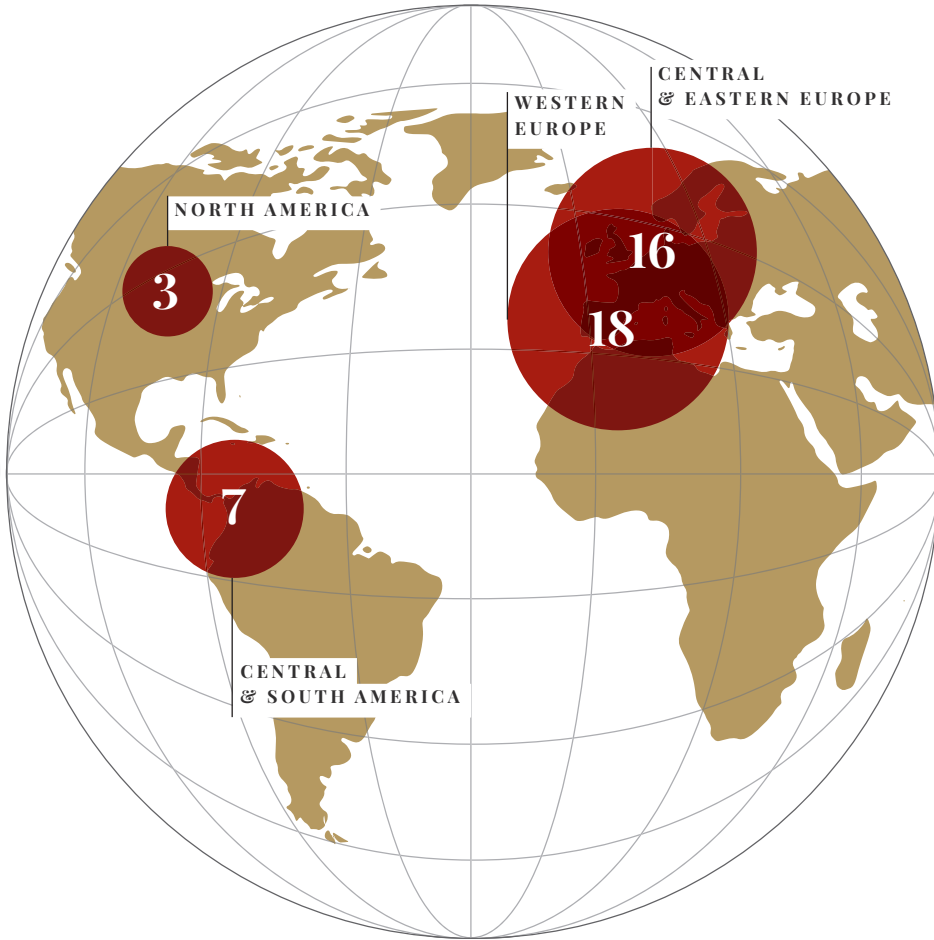 CENTRAL
& EASTERN EUROPE
WESTERN
EUROPE
NORTH AMERICA
16
3
18
7
CENTRAL
& SOUTH AMERICA